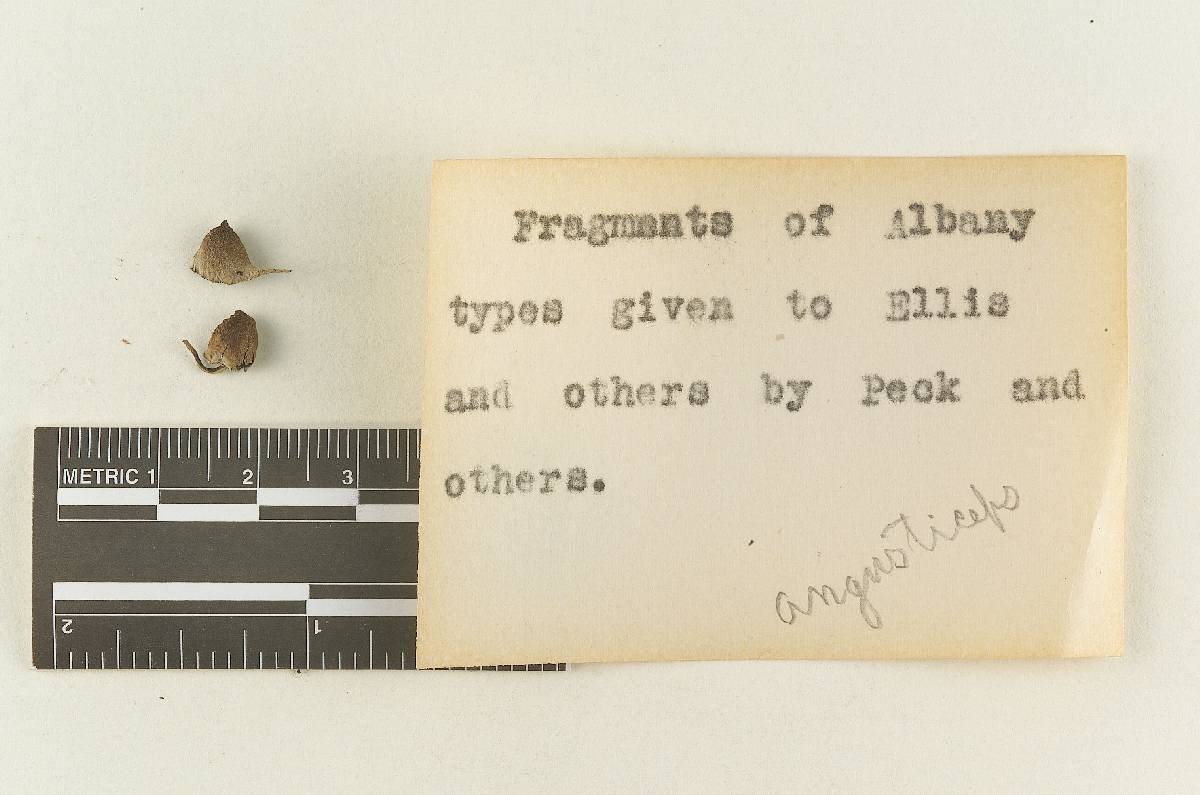 Fragments of Albany
types given to Ellis
and others by Peck and
others.
angusticeps
METRIC 1 2 3
2 1